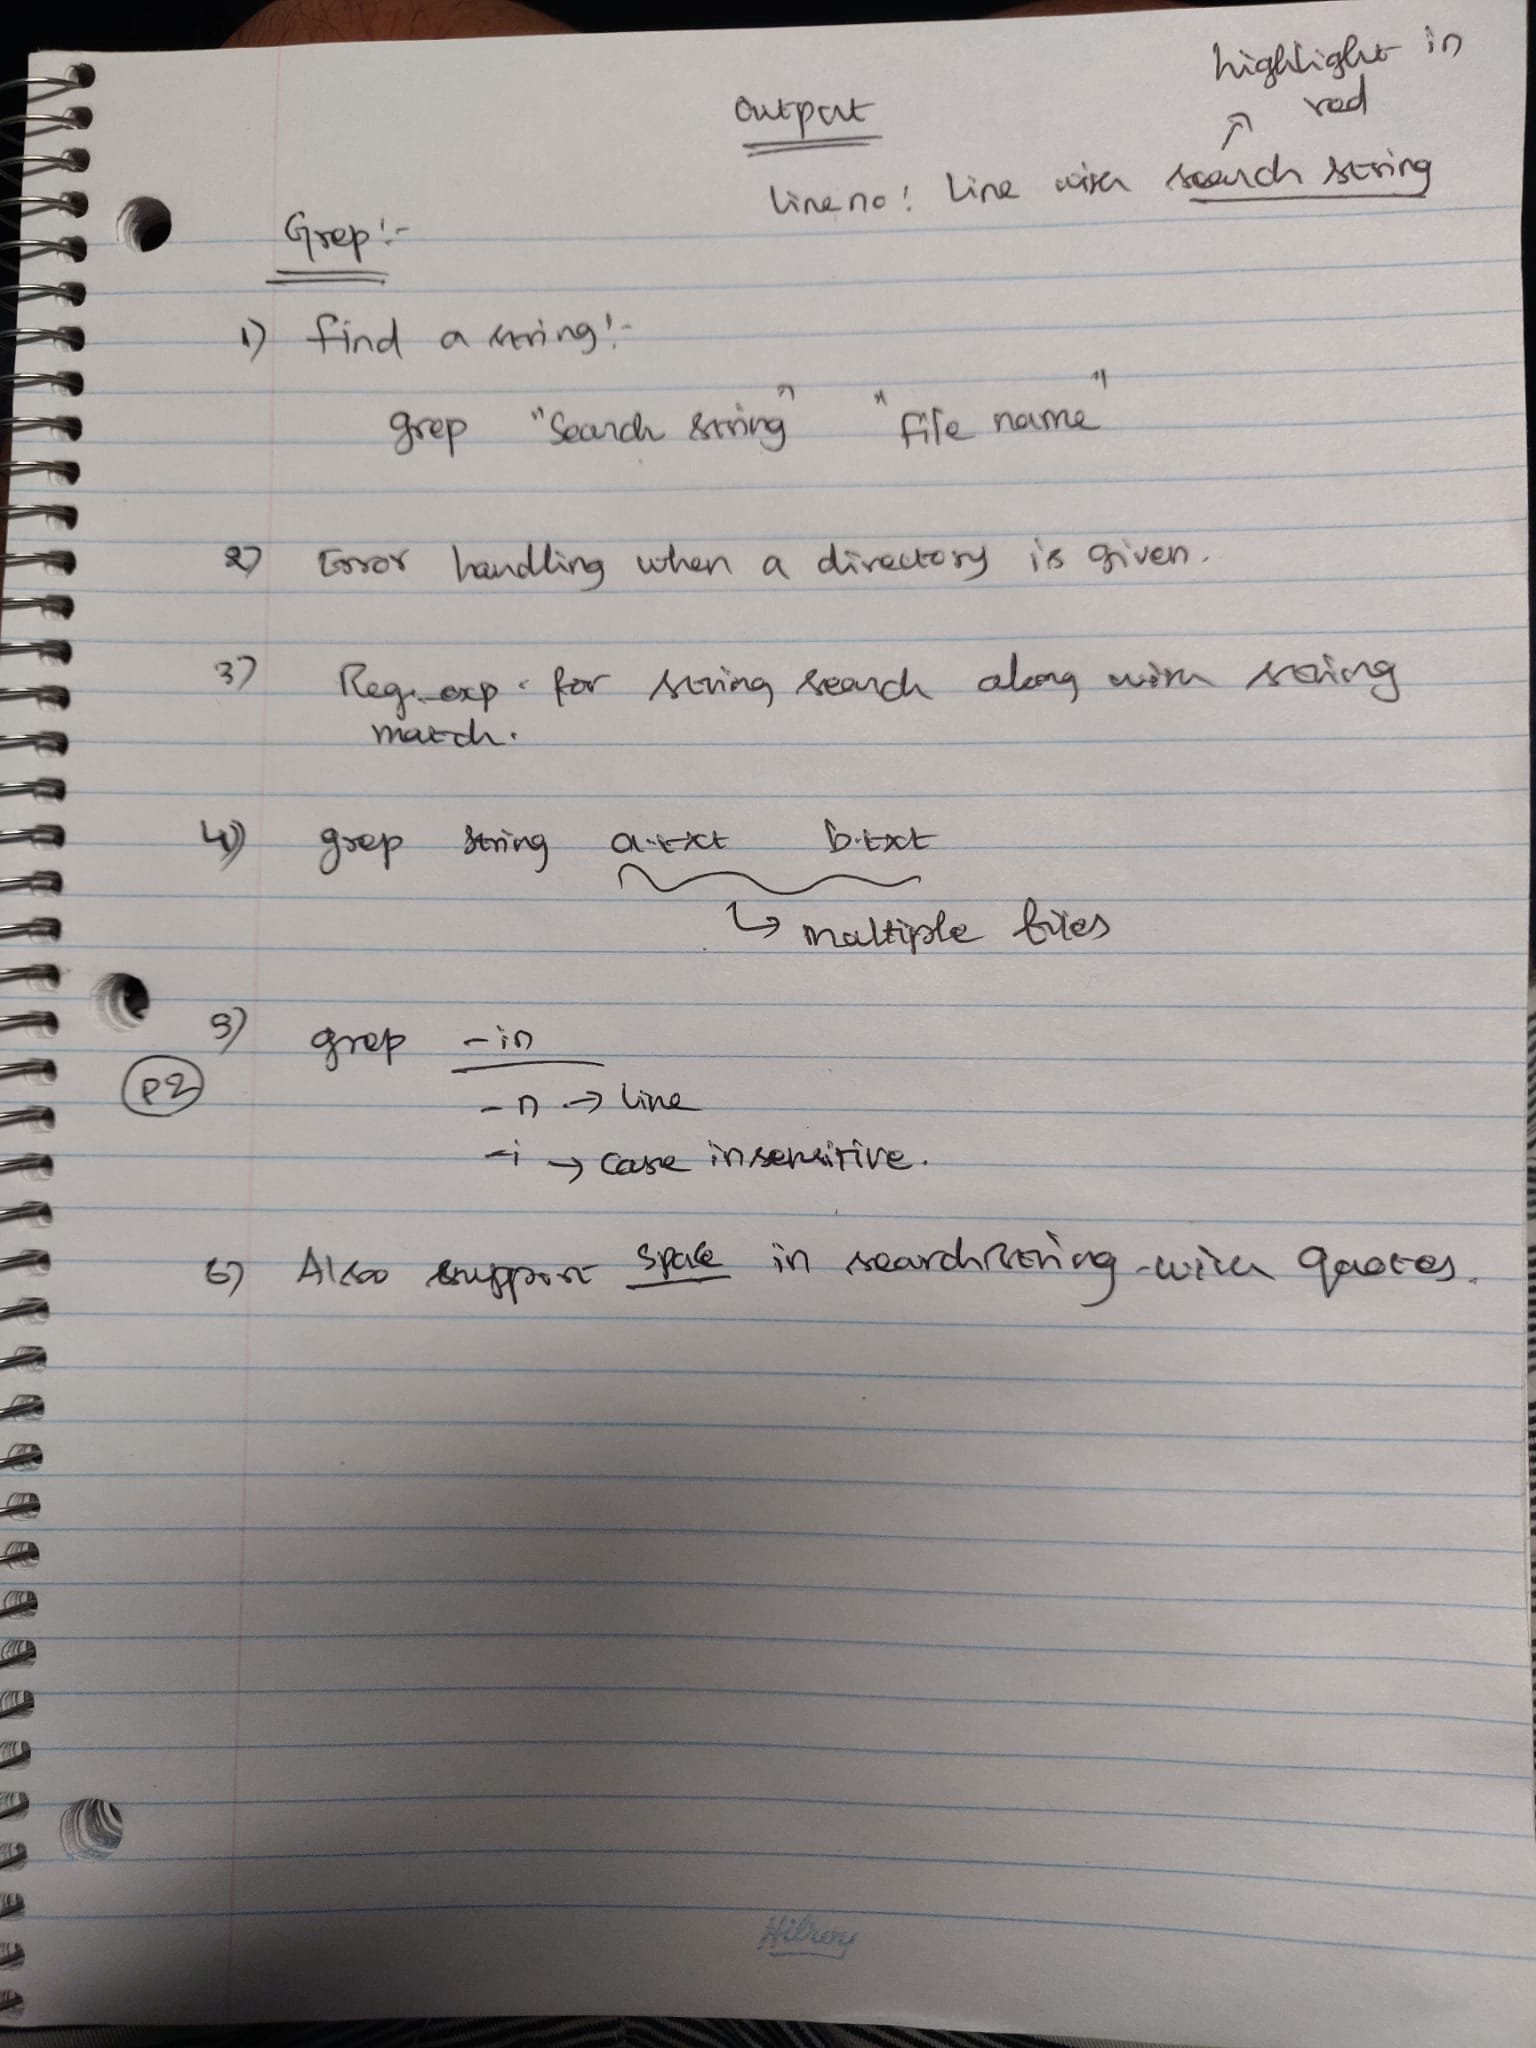 highlight in
red
Output
line no: Line with search string
Grep:-
1) find a string:-
grep "Search string" "file name"
2) Error handling when a directory is given.
3) Reg. exp. for string search along with string
match.
4) grep string a.txt b.txt
↳ multiple files
5) grep -in
P2
-n → line
-i → case insensitive.
6) Also support space in searchstring with quotes.
Hilroy